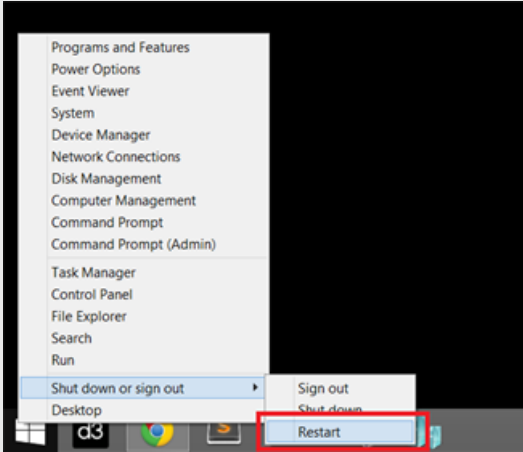 Programs and Features
Power Options
Event Viewer
System
Device Manager
Network Connections
Disk Management
Computer Management
Command Prompt
Command Prompt (Admin)
Task Manager
Control Panel
File Explorer
Search
Run
Shut down or sign out
Desktop
Sign out
Shut down
Restart
d3
S